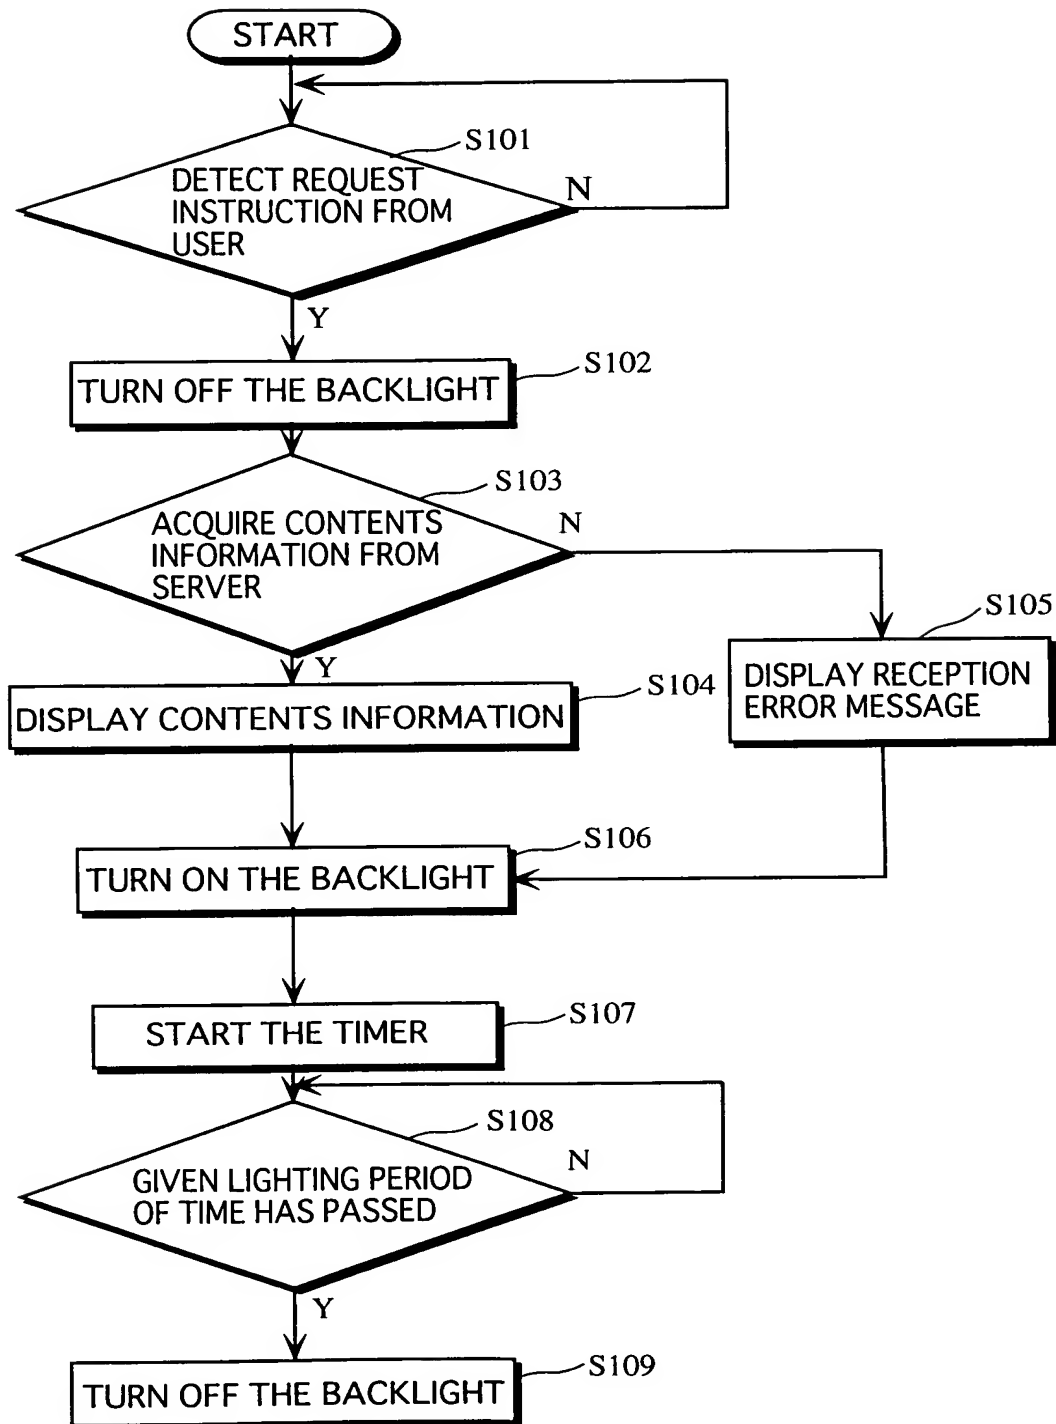 START
S101
DETECT REQUEST
INSTRUCTION FROM
USER
N
Y
TURN OFF THE BACKLIGHT
S102
S103
ACQUIRE CONTENTS
INFORMATION FROM
SERVER
N
Y
S105
DISPLAY RECEPTION
ERROR MESSAGE
S104
DISPLAY CONTENTS INFORMATION
S106
TURN ON THE BACKLIGHT
S107
START THE TIMER
S108
GIVEN LIGHTING PERIOD
OF TIME HAS PASSED
N
Y
S109
TURN OFF THE BACKLIGHT